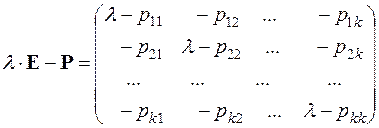 λ · E − P = ( λ − p₁₁ − p₁₂ ... − p₁ₖ
− p₂₁ λ − p₂₂ ... − p₂ₖ
... ... ... ...
− pₖ₁ − pₖ₂ ... λ − pₖₖ )